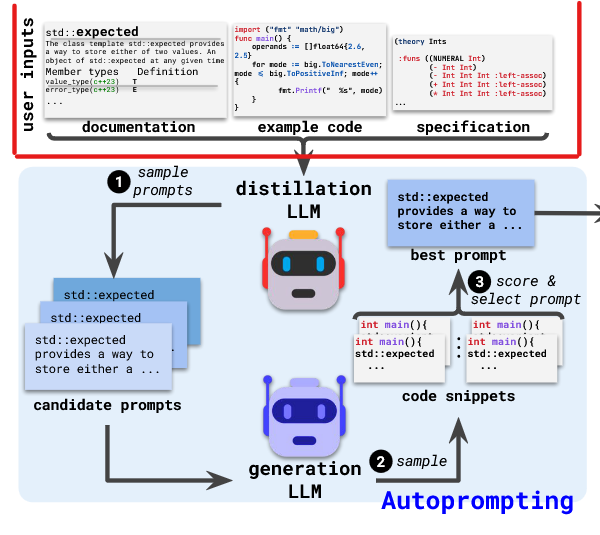 user inputs
std::expected
The class template std::expected provides
a way to store either of two values. An
object of std::expected at any given time
Member types Definition
value_type(c++23) T
error_type(c++23) E
...
documentation
import ("fmt" "math/big")
func main() {
operands := []float64{2.6,
2.5}
for mode := big.ToNearestEven;
mode <= big.ToPositiveInf; mode++
{
fmt.Printf(" %s", mode)
}
}
example code
(theory Ints
:funs ((NUMERAL Int)
(- Int Int)
(- Int Int Int :left-assoc)
(+ Int Int Int :left-assoc)
(* Int Int Int :left-assoc)
...
specification
1 sample
prompts
distillation
LLM
std::expected
provides a way to
store either a ...
best prompt
3 score &
select prompt
std::expected
std::expected
std::expected
provides a way to
store either a ...
candidate prompts
int main(){
int main(){
std::expected
...
:
int main(){
int main(){
std::expected
...
code snippets
generation
LLM
2 sample
Autoprompting